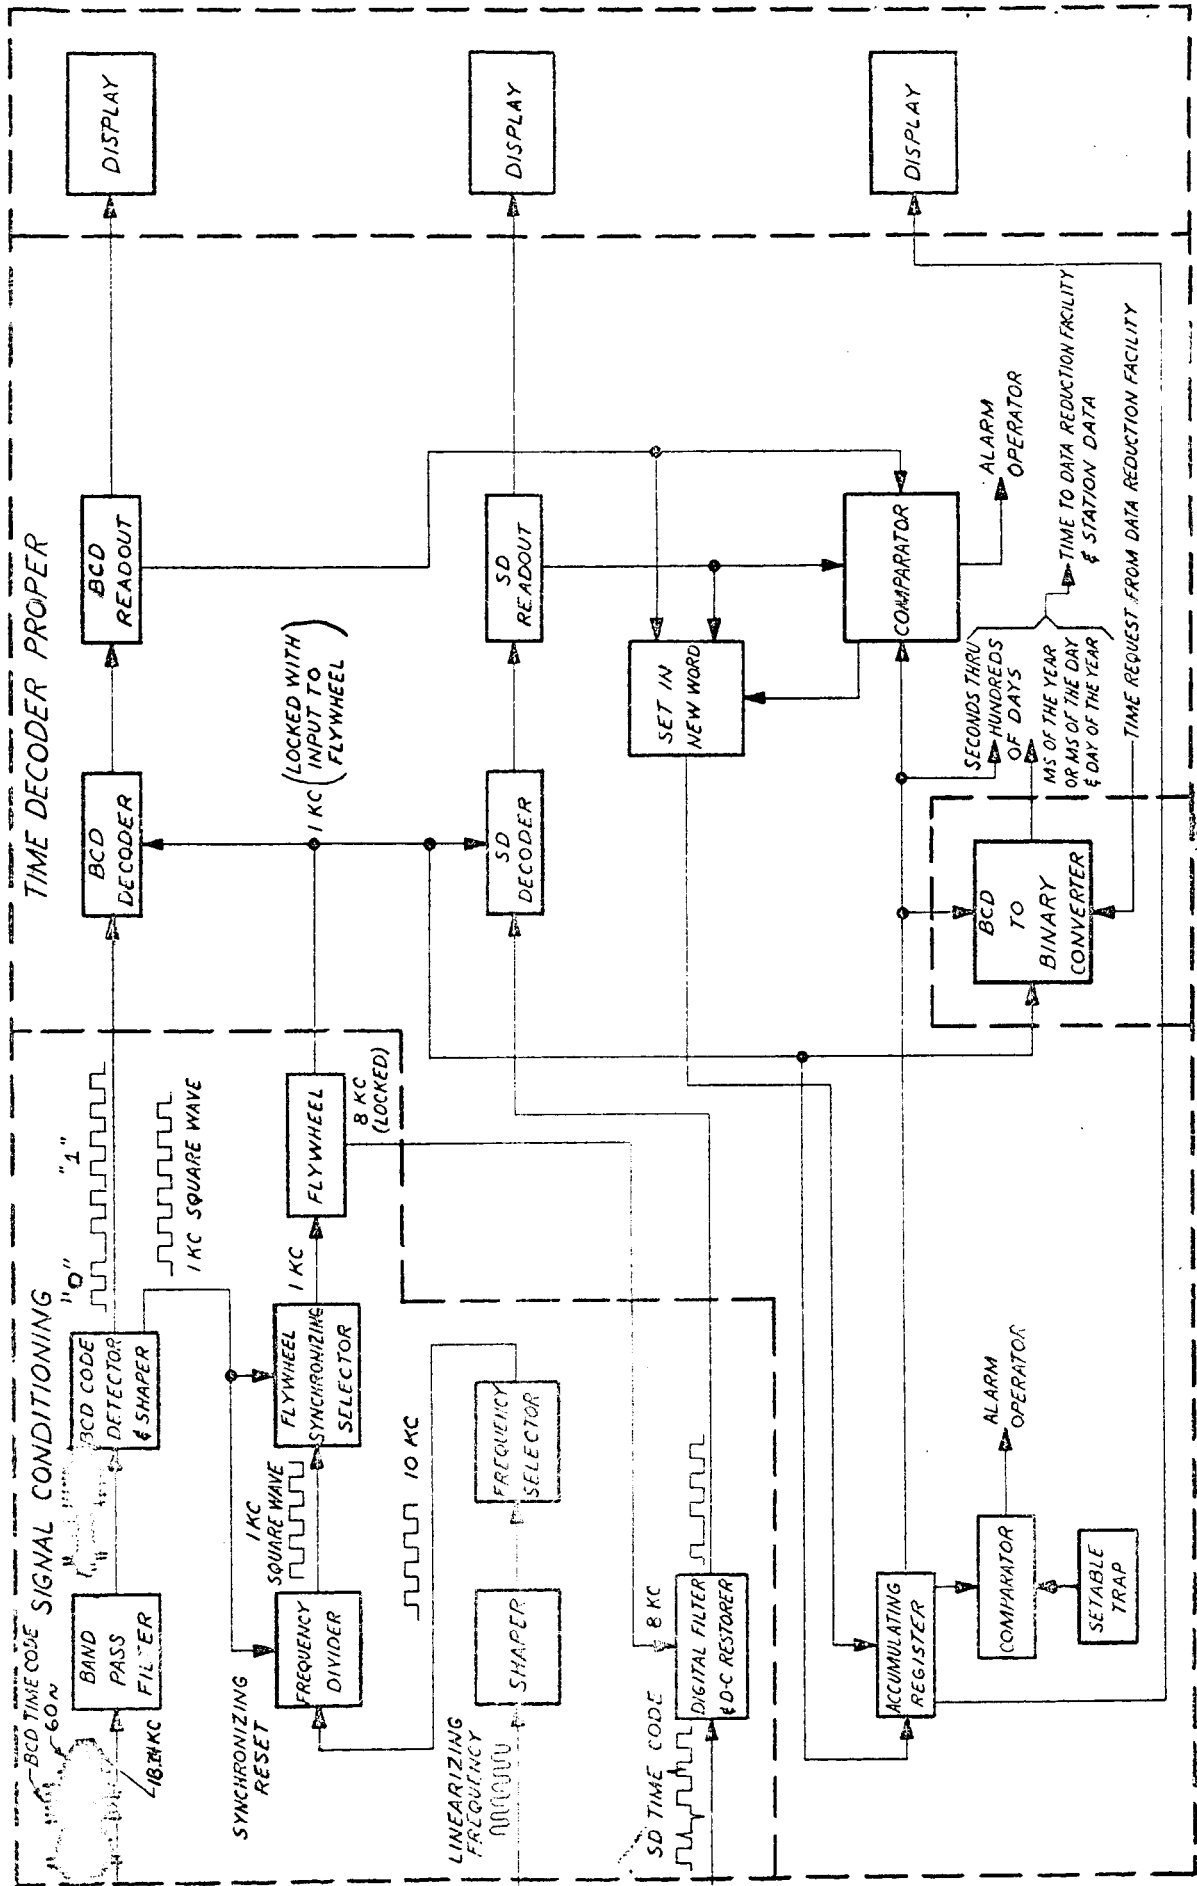 BCD TIME CODE
60~
SIGNAL CONDITIONING
TIME DECODER PROPER
BAND
PASS
FILTER
BCD CODE
DETECTOR
& SHAPER
"0"
"1"
1 KC SQUARE WAVE
BCD
DECODER
BCD
READOUT
DISPLAY
SYNCHRONIZING
RESET
FREQUENCY
DIVIDER
1 KC
SQUARE WAVE
FLYWHEEL
SYNCHRONIZING
SELECTOR
1 KC
FLYWHEEL
8 KC
(LOCKED)
1 KC
(LOCKED WITH
INPUT TO
FLYWHEEL)
10 KC
LINEARIZING
FREQUENCY
SHAPER
FREQUENCY
SELECTOR
SD
DECODER
SD
READOUT
DISPLAY
SD TIME CODE
8 KC
DIGITAL FILTER
& D-C RESTORER
SET IN
NEW WORD
COMPARATOR
ALARM
OPERATOR
DISPLAY
ACCUMULATING
REGISTER
COMPARATOR
ALARM
OPERATOR
SETABLE
TRAP
BCD
TO
BINARY
CONVERTER
SECONDS THRU
HUNDREDS
OF DAYS
MS OF THE YEAR
OR MS OF THE DAY
& DAY OF THE YEAR
TIME TO DATA REDUCTION FACILITY
& STATION DATA
TIME REQUEST FROM DATA REDUCTION FACILITY